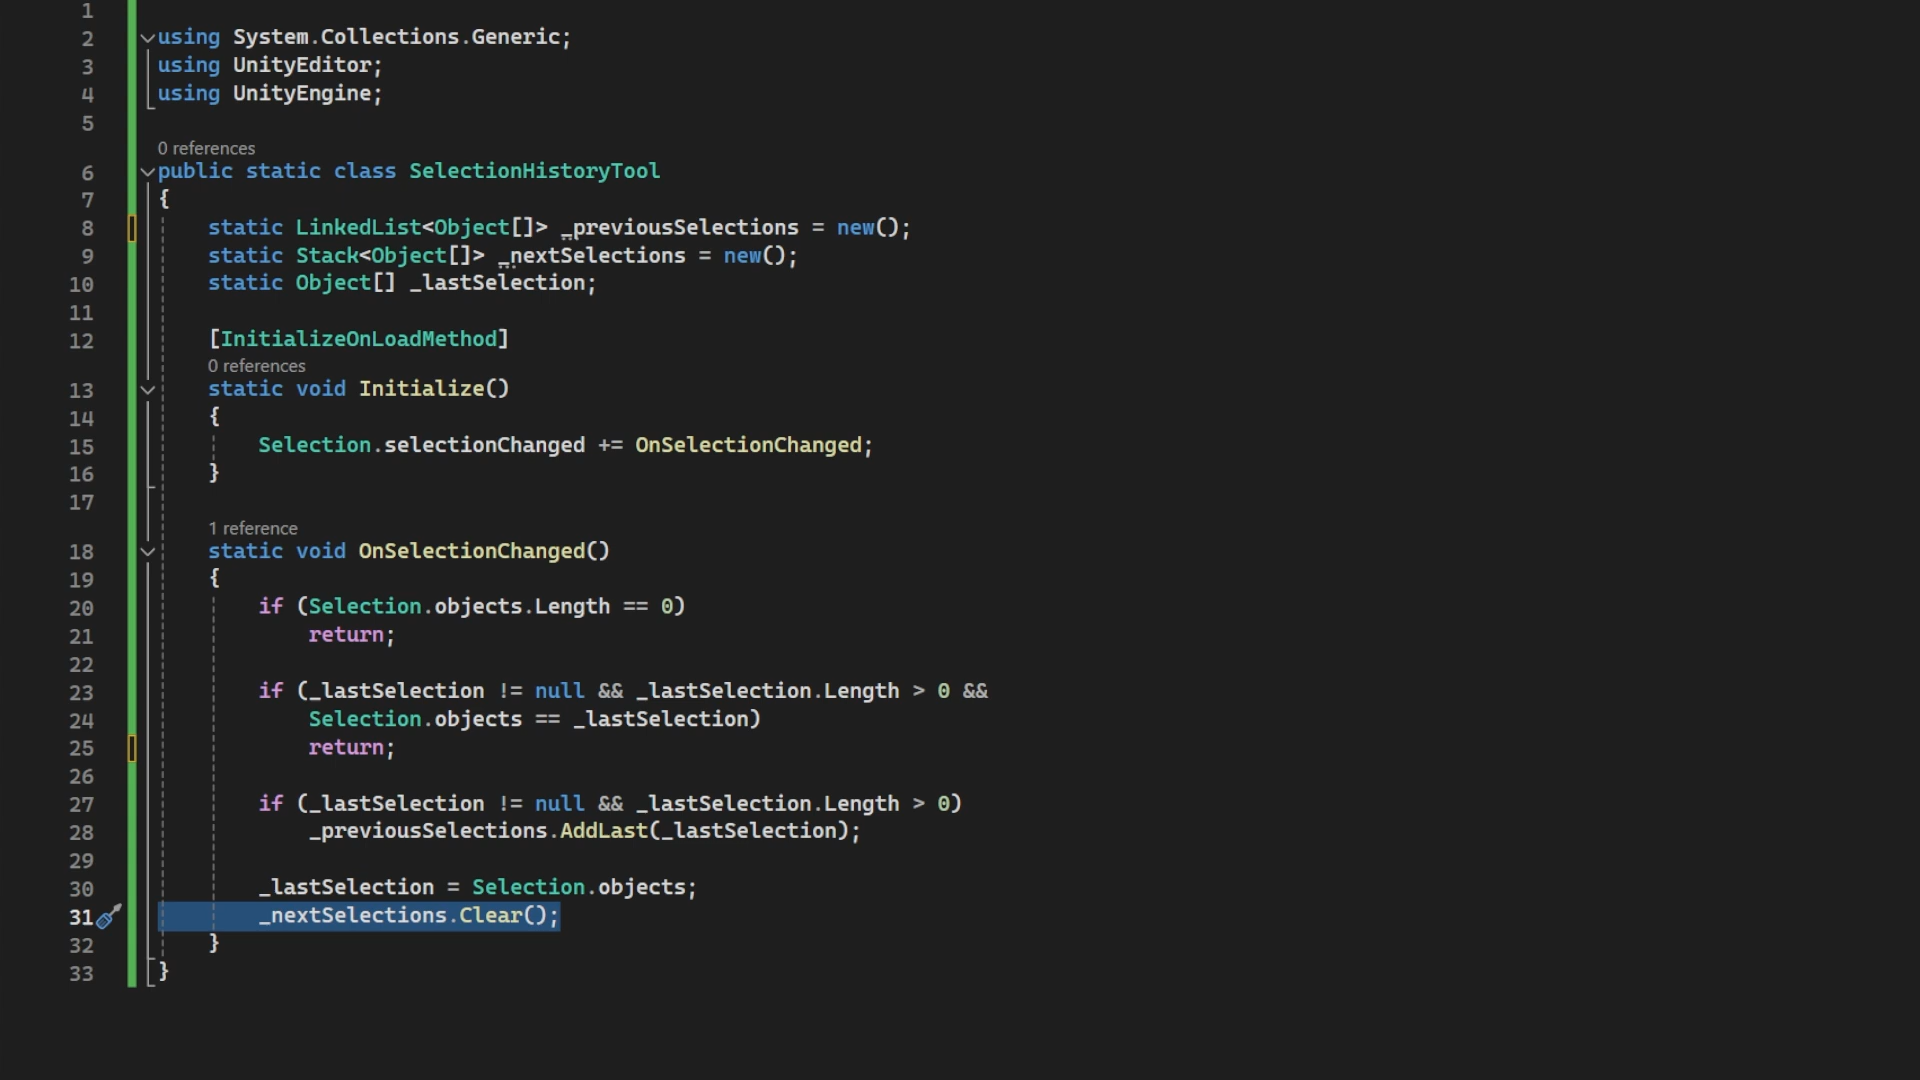 1
2 using System.Collections.Generic;
3 using UnityEditor;
4 using UnityEngine;
5
0 references
6 public static class SelectionHistoryTool
7 {
8 static LinkedList<Object[]> _previousSelections = new();
9 static Stack<Object[]> _nextSelections = new();
10 static Object[] _lastSelection;
11
12 [InitializeOnLoadMethod]
0 references
13 static void Initialize()
14 {
15 Selection.selectionChanged += OnSelectionChanged;
16 }
17
1 reference
18 static void OnSelectionChanged()
19 {
20 if (Selection.objects.Length == 0)
21 return;
22
23 if (_lastSelection != null && _lastSelection.Length > 0 &&
24 Selection.objects == _lastSelection)
25 return;
26
27 if (_lastSelection != null && _lastSelection.Length > 0)
28 _previousSelections.AddLast(_lastSelection);
29
30 _lastSelection = Selection.objects;
31 _nextSelections.Clear();
32 }
33 }